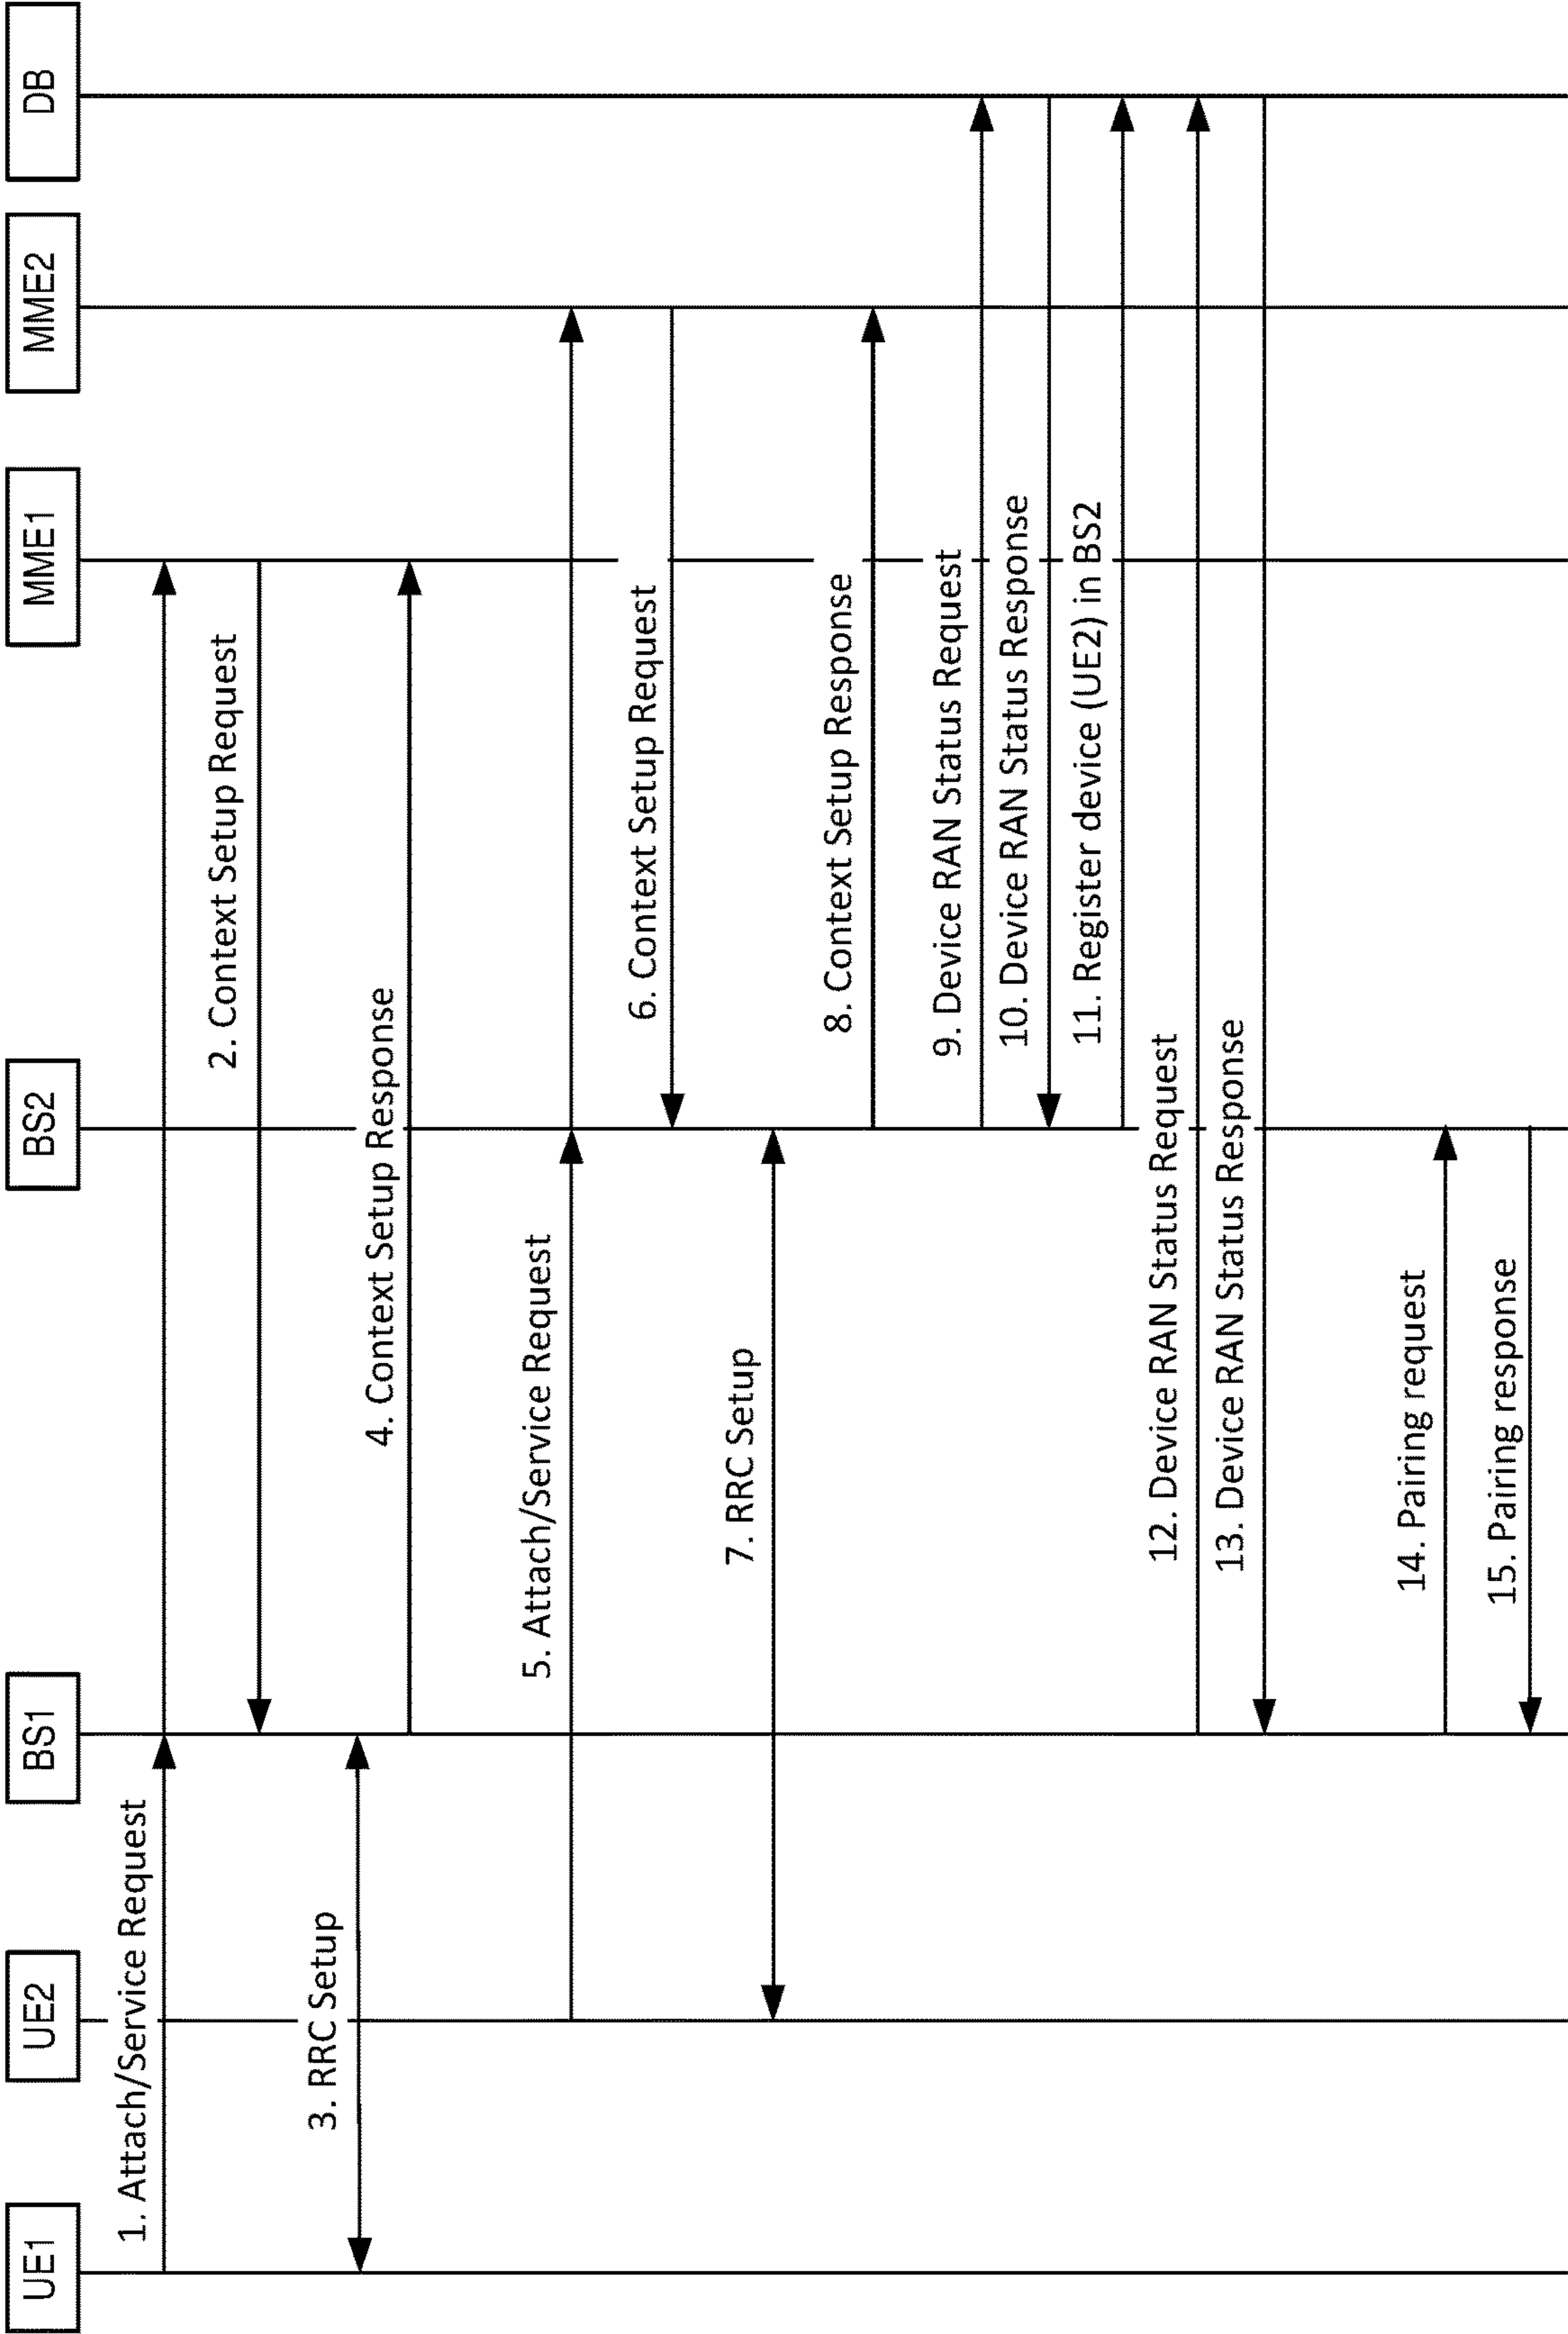 UE1
UE2
BS1
BS2
MME1
MME2
DB
1. Attach/Service Request
2. Context Setup Request
3. RRC Setup
4. Context Setup Response
5. Attach/Service Request
6. Context Setup Request
7. RRC Setup
8. Context Setup Response
9. Device RAN Status Request
10. Device RAN Status Response
11. Register device (UE2) in BS2
12. Device RAN Status Request
13. Device RAN Status Response
14. Pairing request
15. Pairing response